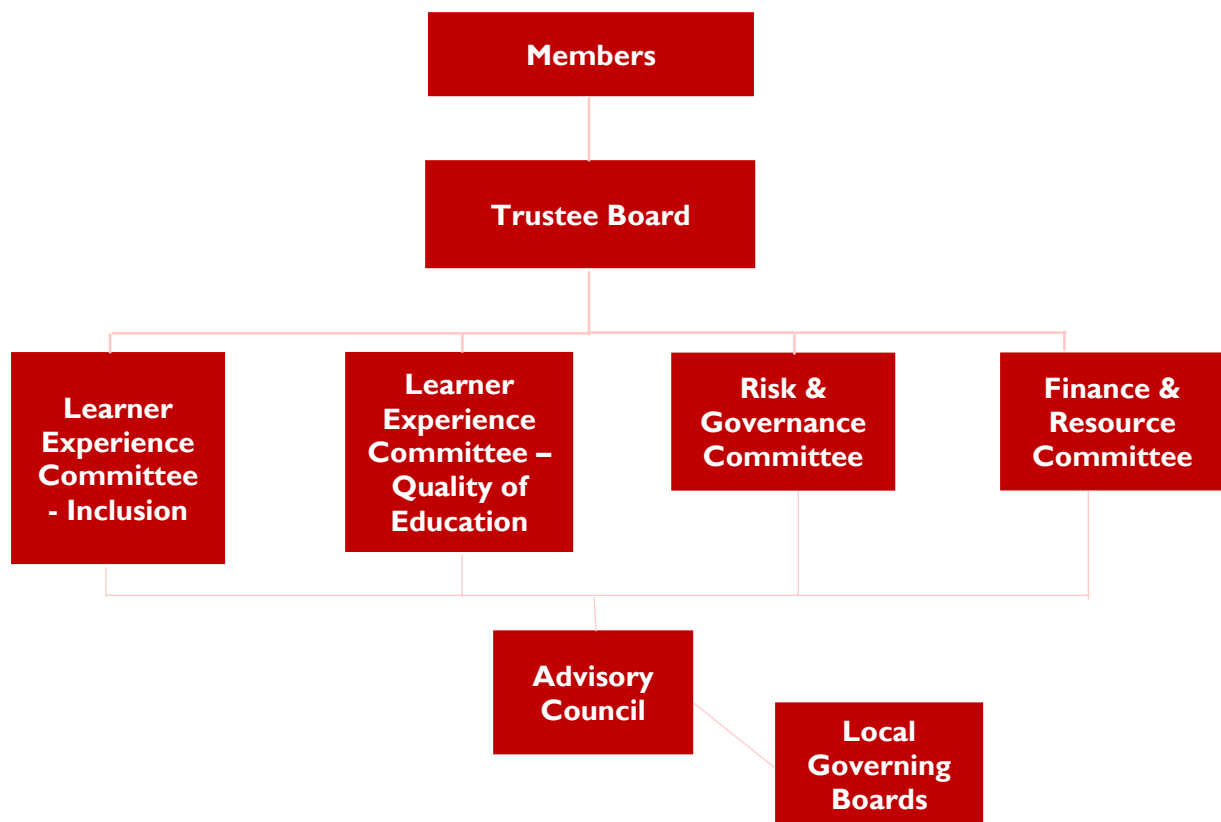 Members
Trustee Board
Learner
Experience
Committee
- Inclusion
Learner
Experience
Committee –
Quality of
Education
Risk &
Governance
Committee
Finance &
Resource
Committee
Advisory
Council
Local
Governing
Boards